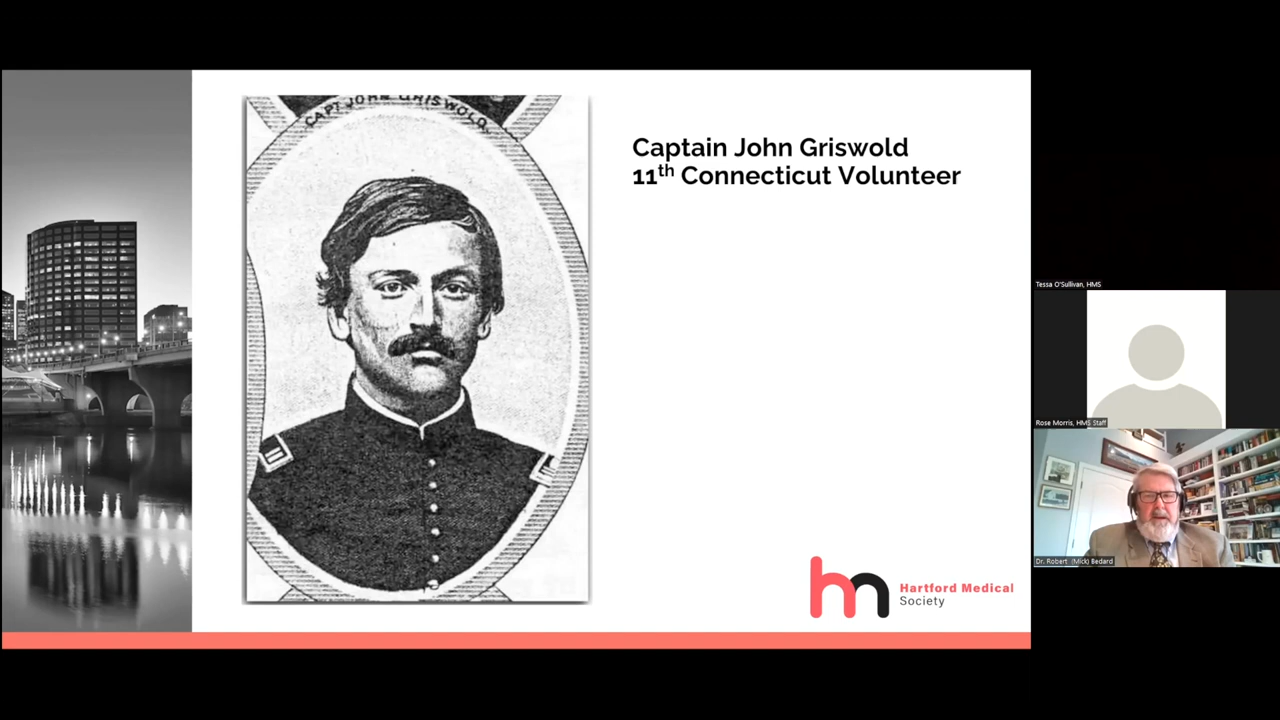 CAPT JOHN GRISWOLD.
Captain John Griswold
11th Connecticut Volunteer
Hartford Medical
Society
Tessa O'Sullivan, HMS
Rose Morris, HMS Staff
Dr. Robert (Mick) Bedard